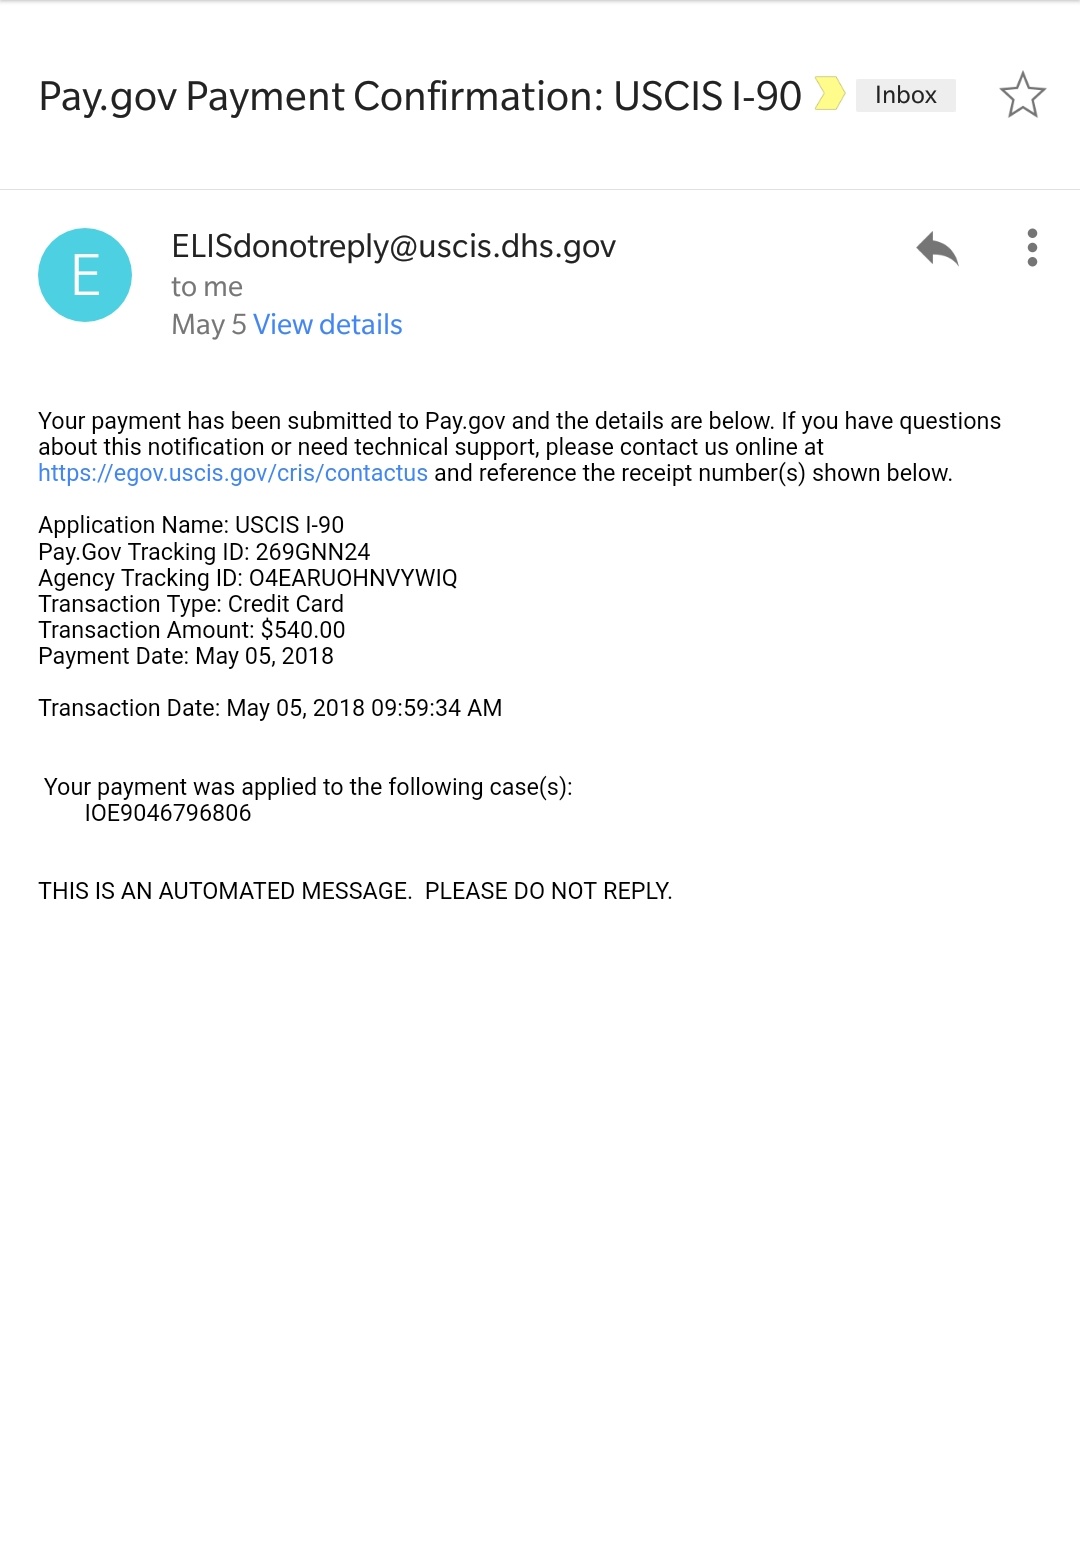 Pay.gov Payment Confirmation: USCIS I-90 Inbox
E
ELISdonotreply@uscis.dhs.gov
to me
May 5 View details
Your payment has been submitted to Pay.gov and the details are below. If you have questions
about this notification or need technical support, please contact us online at
https://egov.uscis.gov/cris/contactus and reference the receipt number(s) shown below.
Application Name: USCIS I-90
Pay.Gov Tracking ID: 269GNN24
Agency Tracking ID: O4EARUOHNVYWIQ
Transaction Type: Credit Card
Transaction Amount: $540.00
Payment Date: May 05, 2018
Transaction Date: May 05, 2018 09:59:34 AM
Your payment was applied to the following case(s):
IOE9046796806
THIS IS AN AUTOMATED MESSAGE.  PLEASE DO NOT REPLY.